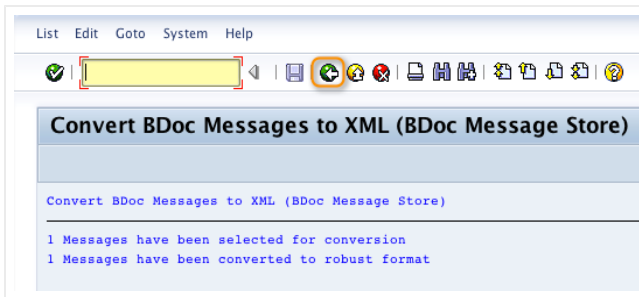 List Edit Goto System Help
Convert BDoc Messages to XML (BDoc Message Store)
Convert BDoc Messages to XML (BDoc Message Store)
1 Messages have been selected for conversion
1 Messages have been converted to robust format